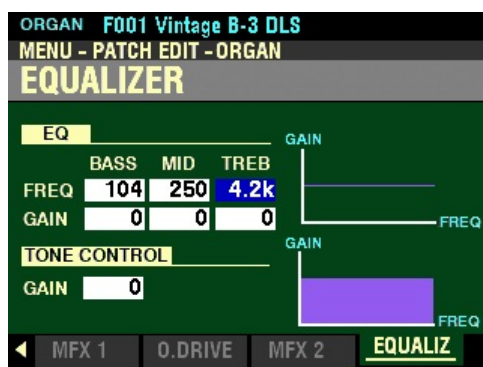 ORGAN F001 Vintage B-3 DLS
MENU - PATCH EDIT - ORGAN
EQUALIZER
EQ
GAIN
BASS MID TREB
FREQ 104 250 4.2k
GAIN 0 0 0
FREQ
TONE CONTROL
GAIN
GAIN 0
FREQ
MFX 1 O.DRIVE MFX 2 EQUALIZ